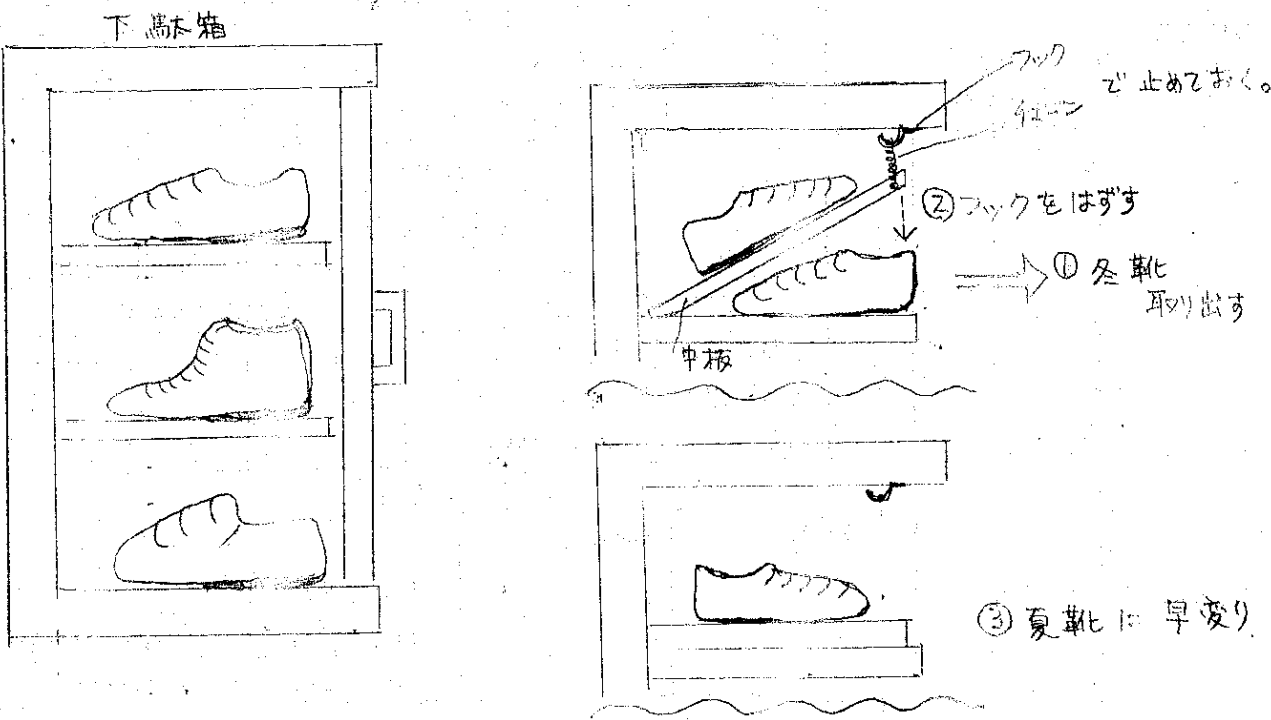 下駄箱
フック
で止めておく。
チェーン
②フックをはずす
①冬靴
取り出す
中板
③夏靴に早変り